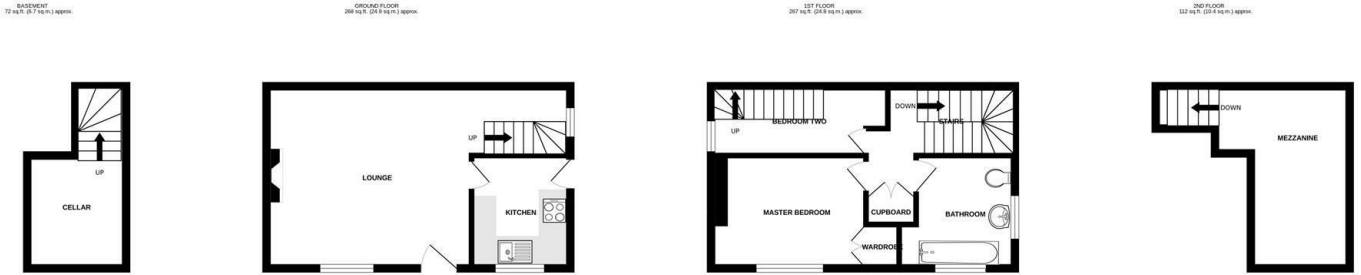 BASEMENT
72 sq.ft. (6.7 sq.m.) approx.
GROUND FLOOR
268 sq.ft. (24.9 sq.m.) approx.
1ST FLOOR
267 sq.ft. (24.8 sq.m.) approx.
2ND FLOOR
112 sq.ft. (10.4 sq.m.) approx.
UP
CELLAR
UP
LOUNGE
KITCHEN
DOWN
BEDROOM TWO
STAIRS
UP
MASTER BEDROOM
CUPBOARD
BATHROOM
WARDROBE
DOWN
MEZZANINE